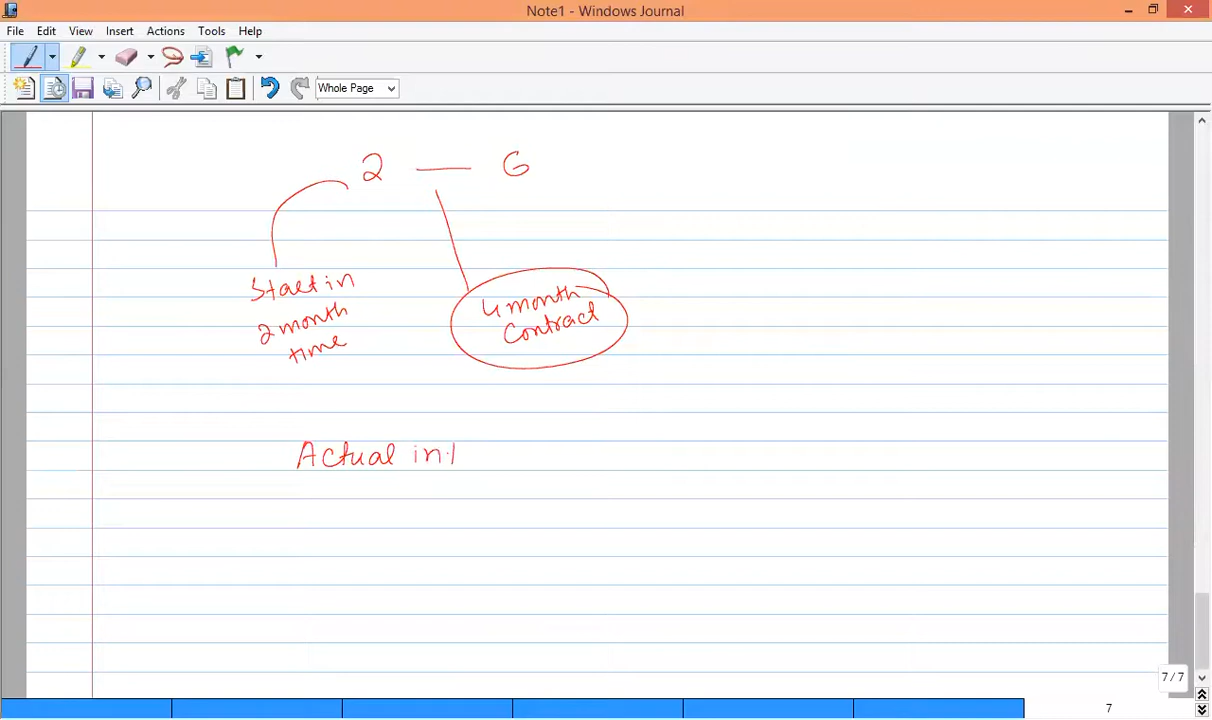 Note1 - Windows Journal
File Edit View Insert Actions Tools Help
Whole Page
2 — 6
Start in
2 month
time
4 month
Contract
Actual in
7 / 7
7